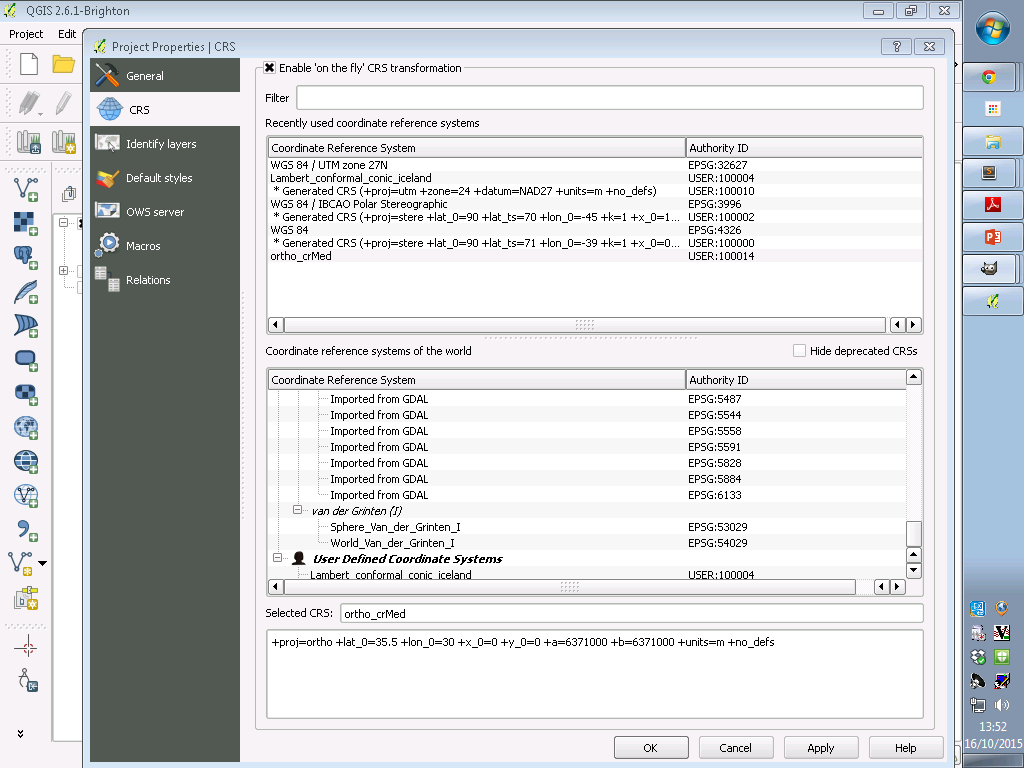 QGIS 2.6.1-Brighton
Project Edit
Project Properties | CRS
General
CRS
Identify layers
Default styles
OWS server
Macros
Relations
Enable 'on the fly' CRS transformation
Filter
Recently used coordinate reference systems
Coordinate Reference System Authority ID
WGS 84 / UTM zone 27N EPSG:32627
Lambert_conformal_conic_iceland USER:100004
* Generated CRS (+proj=utm +zone=24 +datum=NAD27 +units=m +no_defs) USER:100010
WGS 84 / IBCAO Polar Stereographic EPSG:3996
* Generated CRS (+proj=stere +lat_0=90 +lat_ts=70 +lon_0=-45 +k=1 +x_0=1... USER:100002
WGS 84 EPSG:4326
* Generated CRS (+proj=stere +lat_0=90 +lat_ts=71 +lon_0=-39 +k=1 +x_0=0... USER:100000
ortho_crMed USER:100014
Coordinate reference systems of the world Hide deprecated CRSs
Coordinate Reference System Authority ID
Imported from GDAL EPSG:5487
Imported from GDAL EPSG:5544
Imported from GDAL EPSG:5558
Imported from GDAL EPSG:5591
Imported from GDAL EPSG:5828
Imported from GDAL EPSG:5884
Imported from GDAL EPSG:6133
van der Grinten (I)
Sphere_Van_der_Grinten_I EPSG:53029
World_Van_der_Grinten_I EPSG:54029
User Defined Coordinate Systems
Lambert_conformal_conic_iceland USER:100004
Selected CRS: ortho_crMed
+proj=ortho +lat_0=35.5 +lon_0=30 +x_0=0 +y_0=0 +a=6371000 +b=6371000 +units=m +no_defs
OK Cancel Apply Help
13:52
16/10/2015